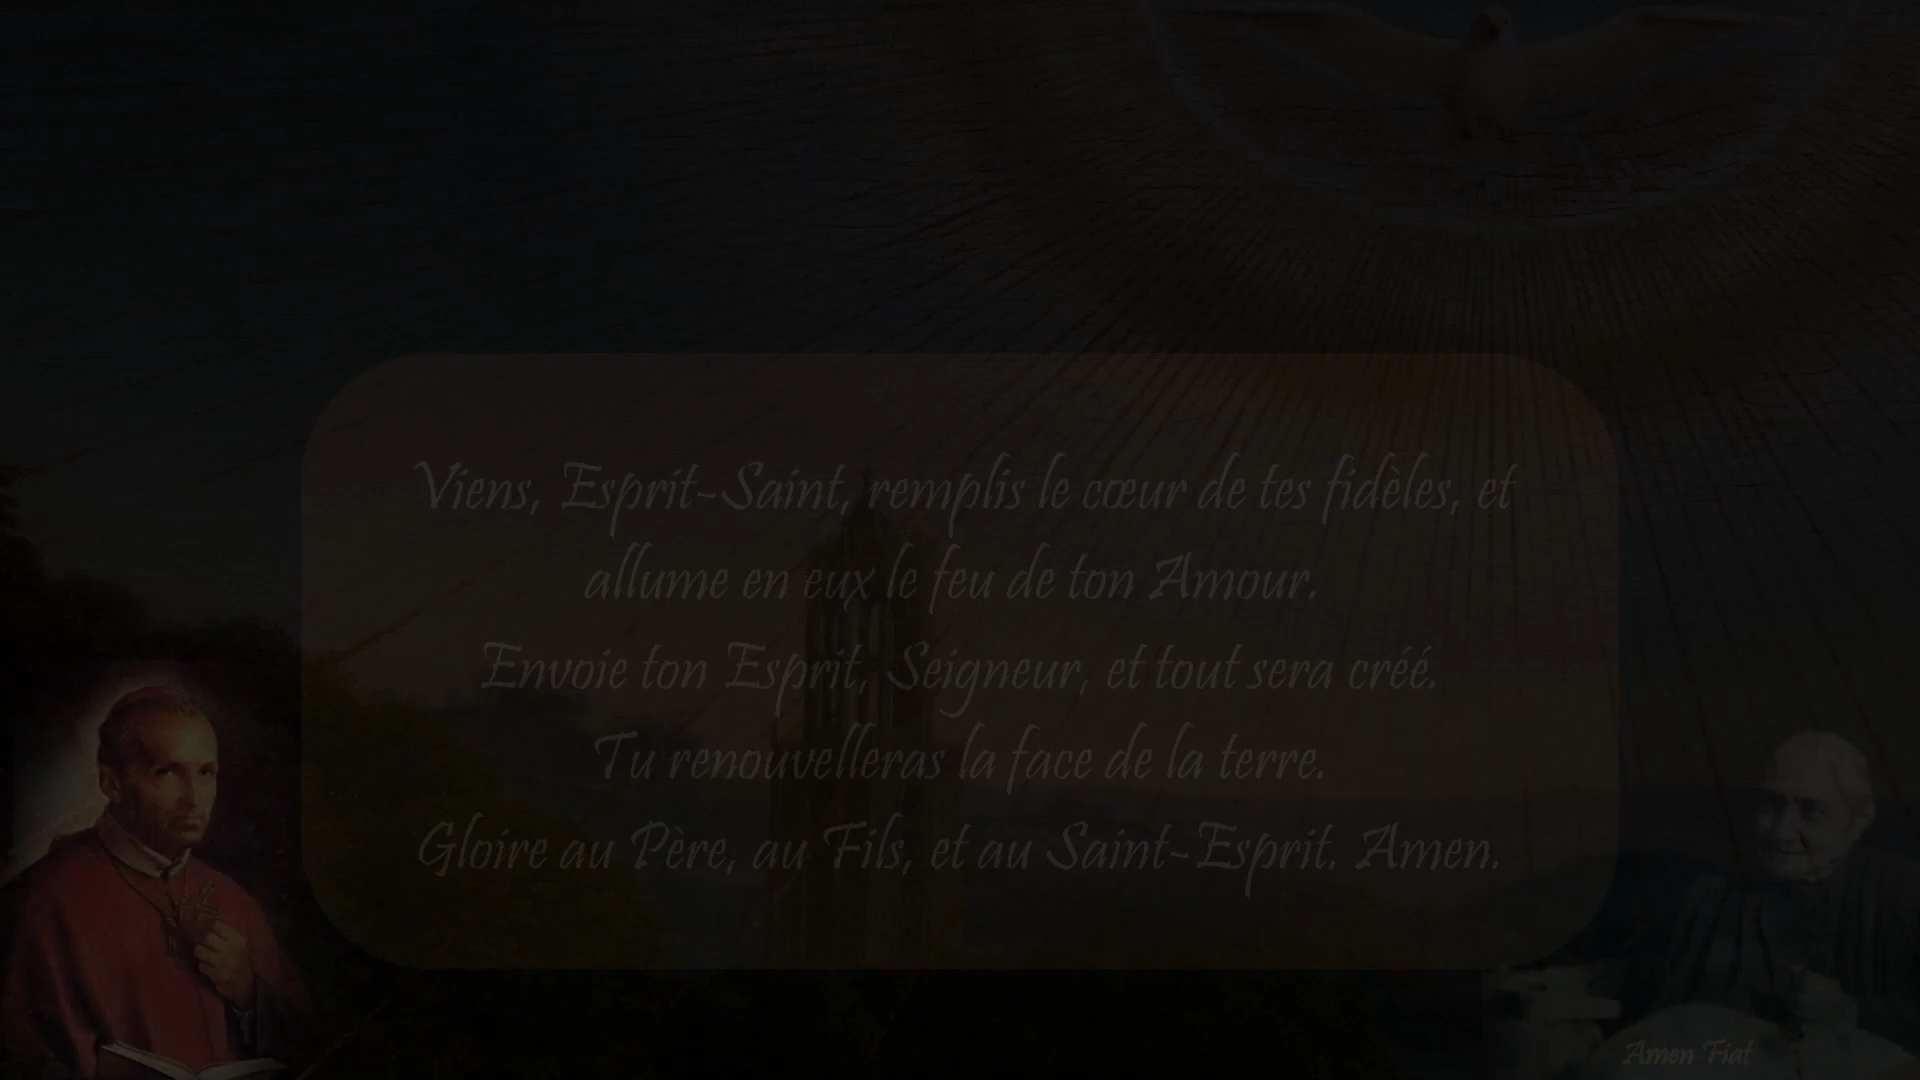 Viens, Esprit-Saint, remplis le cœur de tes fidèles, et
allume en eux le feu de ton Amour.
Envoie ton Esprit, Seigneur, et tout sera créé.
Tu renouvelleras la face de la terre.
Gloire au Père, au Fils, et au Saint-Esprit. Amen.
Amen Fiat